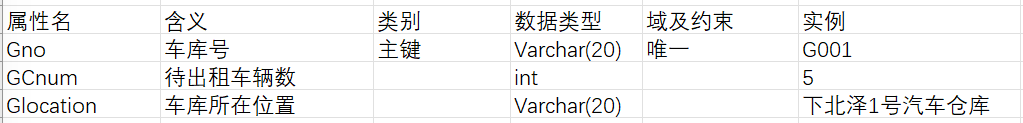 属性名 含义 类别 数据类型 域及约束 实例
Gno 车库号 主键 Varchar(20) 唯一 G001
GCnum 待出租车辆数 int 5
Glocation 车库所在位置 Varchar(20) 下北泽1号汽车仓库